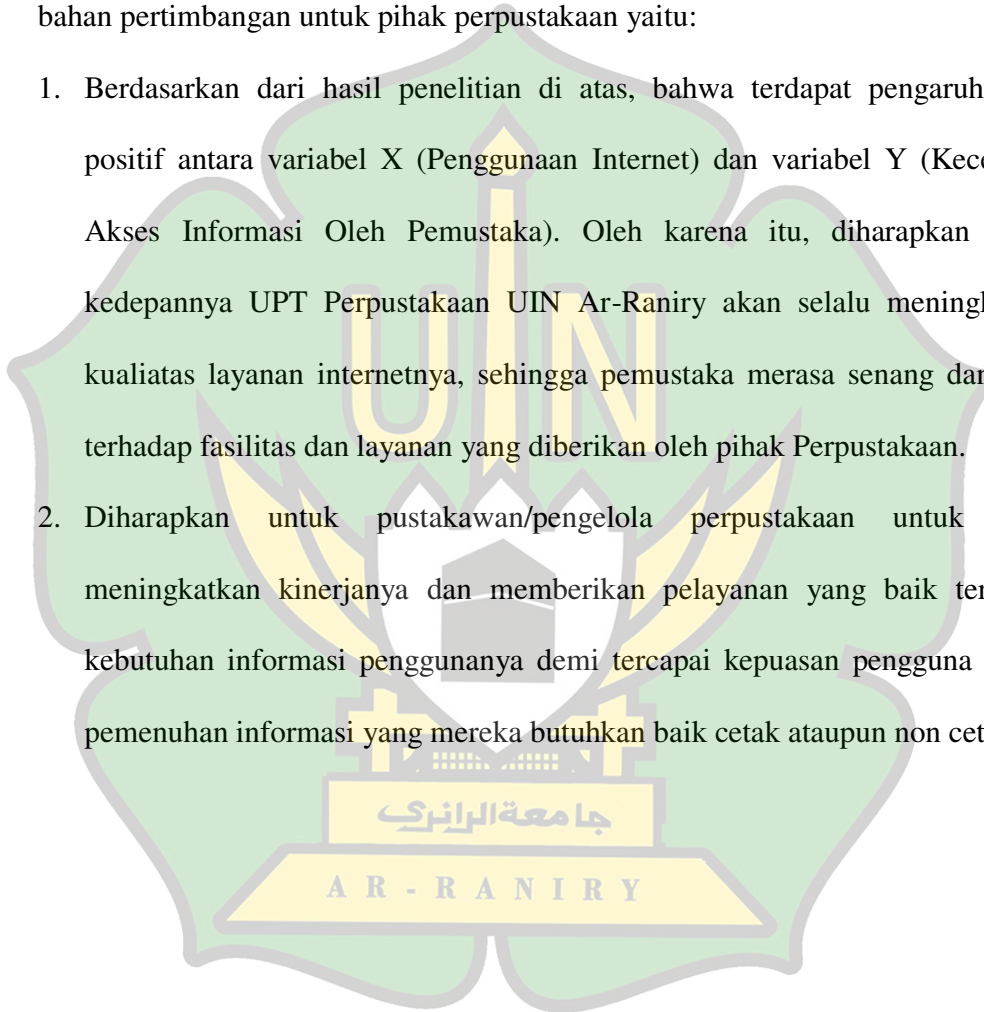 bahan pertimbangan untuk pihak perpustakaan yaitu:
1. Berdasarkan dari hasil penelitian di atas, bahwa terdapat pengaruh
positif antara variabel X (Penggunaan Internet) dan variabel Y (Kece
Akses Informasi Oleh Pemustaka). Oleh karena itu, diharapkan
kedepannya UPT Perpustakaan UIN Ar-Raniry akan selalu mening
kualiatas layanan internetnya, sehingga pemustaka merasa senang dan
terhadap fasilitas dan layanan yang diberikan oleh pihak Perpustakaan.
2. Diharapkan untuk pustakawan/pengelola perpustakaan untuk
meningkatkan kinerjanya dan memberikan pelayanan yang baik ter
kebutuhan informasi penggunanya demi tercapai kepuasan pengguna
pemenuhan informasi yang mereka butuhkan baik cetak ataupun non cet
UIN
جامعة الرانري
AR-RANIRY